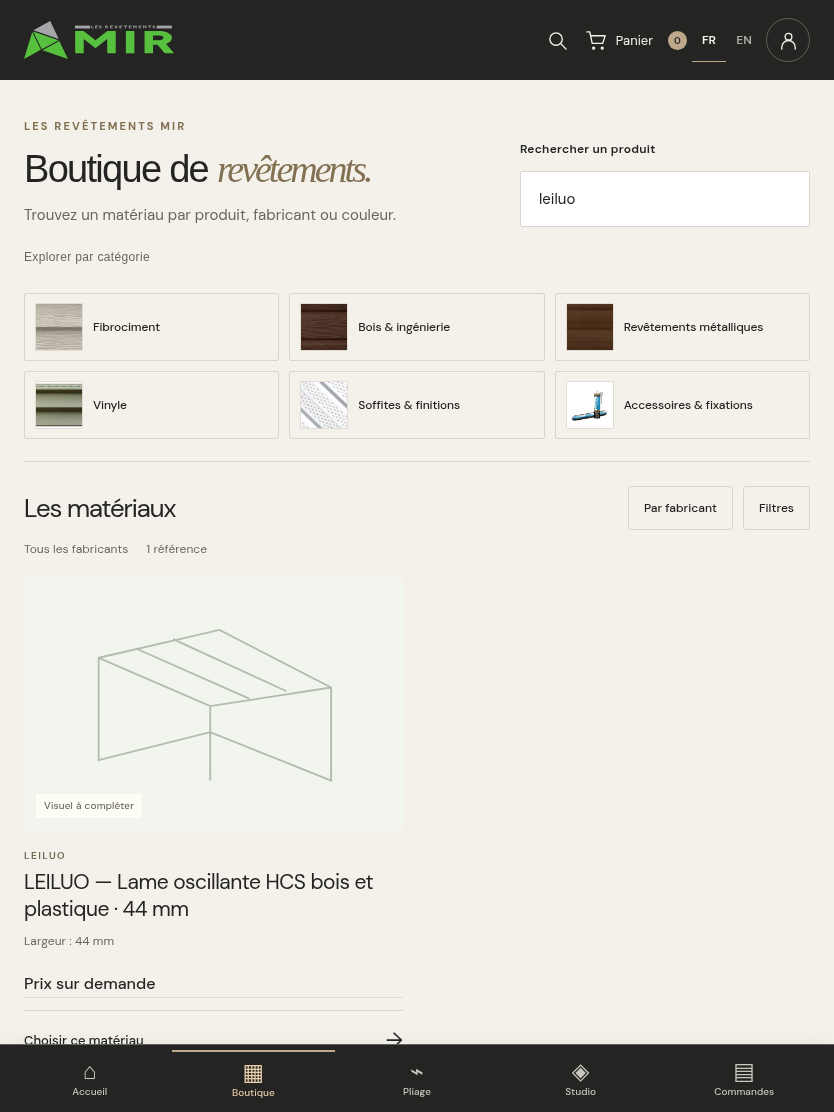 LES REVÊTEMENTS
MIR
Panier 0 FR EN
LES REVÊTEMENTS MIR
Boutique de revêtements.
Trouvez un matériau par produit, fabricant ou couleur.
Rechercher un produit
leiluo
Explorer par catégorie
Fibrociment
Bois & ingénierie
Revêtements métalliques
Vinyle
Soffites & finitions
Accessoires & fixations
Les matériaux
Par fabricant
Filtres
Tous les fabricants 1 référence
Visuel à compléter
LEILUO
LEILUO — Lame oscillante HCS bois et
plastique · 44 mm
Largeur : 44 mm
Prix sur demande
Choisir ce matériau
Accueil
Boutique
Pliage
Studio
Commandes